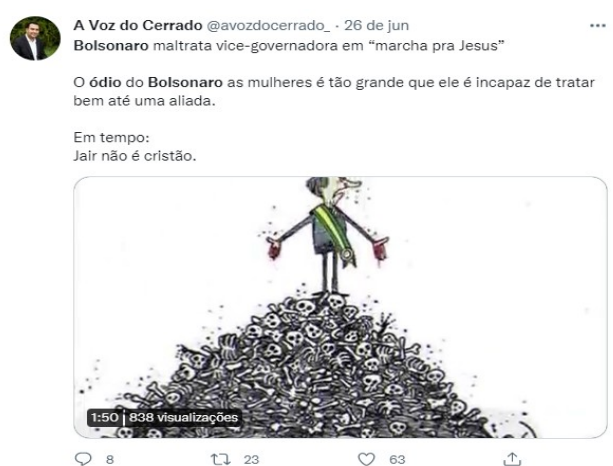 A Voz do Cerrado @avozdocerrado_ · 26 de jun
Bolsonaro maltrata vice-governadora em “marcha pra Jesus”
O ódio do Bolsonaro as mulheres é tão grande que ele é incapaz de tratar
bem até uma aliada.
Em tempo:
Jair não é cristão.
1:50 | 838 visualizações
8 23 63